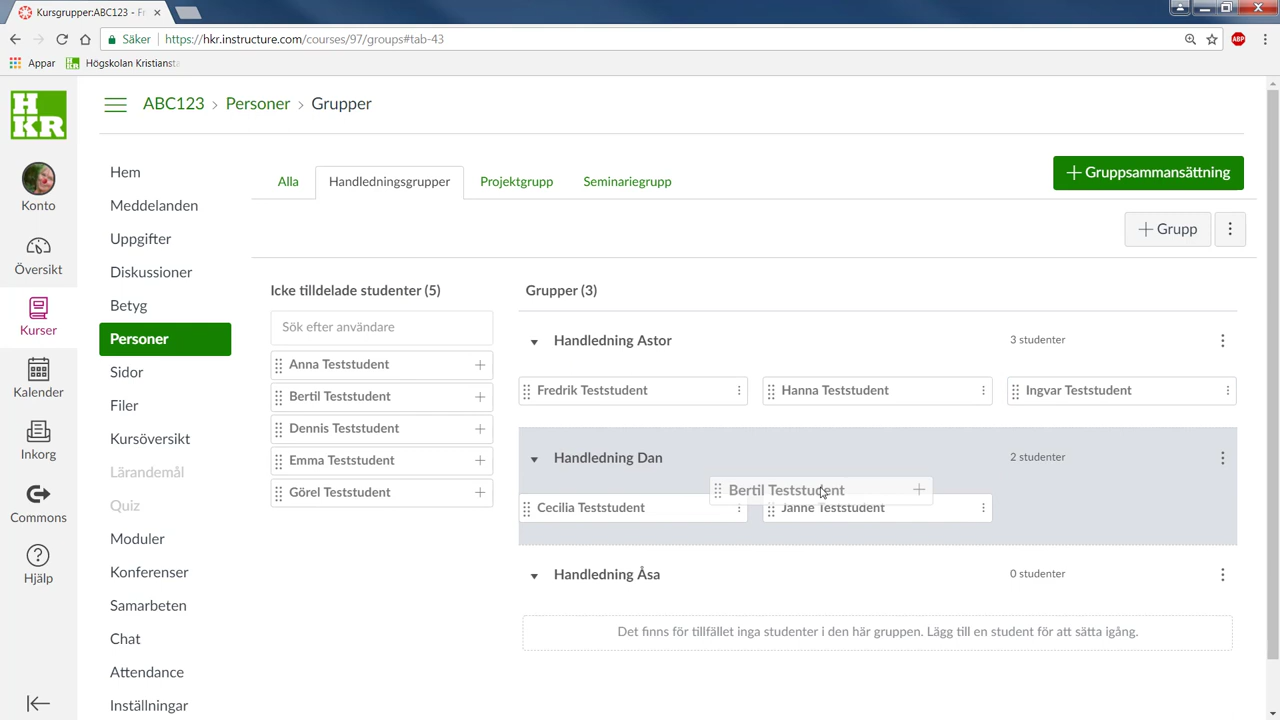 Kursgrupper:ABC123 - Fr
Säker https://hkr.instructure.com/courses/97/groups#tab-43
ABP
Appar Högskolan Kristiansta
HKR
ABC123 › Personer › Grupper
Konto
Översikt
Kurser
Kalender
Inkorg
Commons
Hjälp
Hem
Meddelanden
Uppgifter
Diskussioner
Betyg
Personer
Sidor
Filer
Kursöversikt
Lärandemål
Quiz
Moduler
Konferenser
Samarbeten
Chat
Attendance
Inställningar
Alla Handledningsgrupper Projektgrupp Seminariegrupp
+ Gruppsammansättning
+ Grupp
Icke tilldelade studenter (5)
Sök efter användare
Anna Teststudent
Bertil Teststudent
Dennis Teststudent
Emma Teststudent
Görel Teststudent
Grupper (3)
Handledning Astor 3 studenter
Fredrik Teststudent Hanna Teststudent Ingvar Teststudent
Handledning Dan 2 studenter
Bertil Teststudent
Cecilia Teststudent Janne Teststudent
Handledning Åsa 0 studenter
Det finns för tillfället inga studenter i den här gruppen. Lägg till en student för att sätta igång.